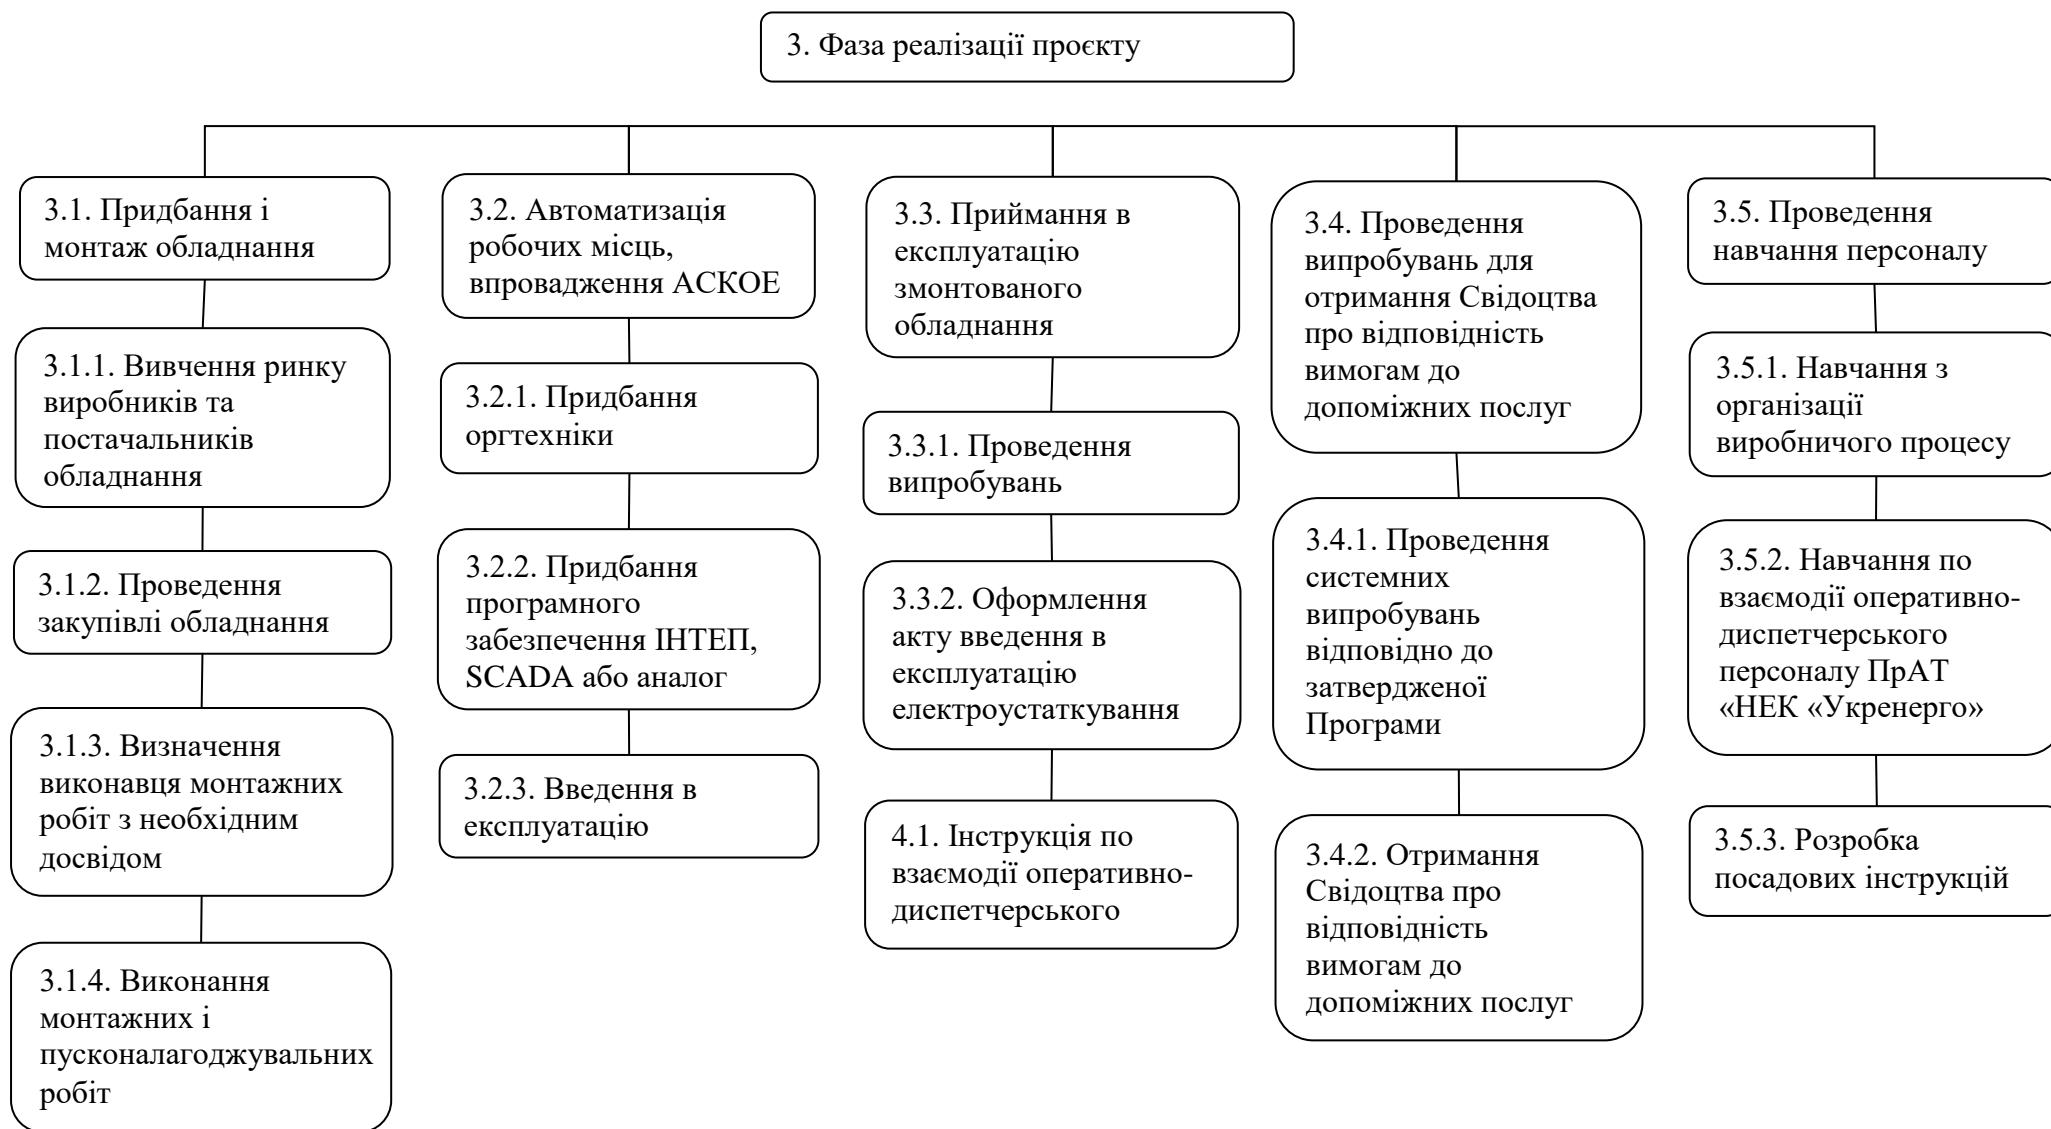 3. Фаза реалізації проєкту
3.1. Придбання і
монтаж обладнання
3.1.1. Вивчення ринку
виробників та
постачальників
обладнання
3.1.2. Проведення
закупівлі обладнання
3.1.3. Визначення
виконавця монтажних
робіт з необхідним
досвідом
3.1.4. Виконання
монтажних і
пусконалагоджувальних
робіт
3.2. Автоматизація
робочих місць,
впровадження АСКОЕ
3.2.1. Придбання
оргтехніки
3.2.2. Придбання
програмного
забезпечення ІНТЕП,
SCADA або аналог
3.2.3. Введення в
експлуатацію
3.3. Приймання в
експлуатацію
змонтованого
обладнання
3.3.1. Проведення
випробувань
3.3.2. Оформлення
акту введення в
експлуатацію
електроустаткування
4.1. Інструкція по
взаємодії оперативно-
диспетчерського
3.4. Проведення
випробувань для
отримання Свідоцтва
про відповідність
вимогам до
допоміжних послуг
3.4.1. Проведення
системних
випробувань
відповідно до
затвердженої
Програми
3.4.2. Отримання
Свідоцтва про
відповідність
вимогам до
допоміжних послуг
3.5. Проведення
навчання персоналу
3.5.1. Навчання з
організації
виробничого процесу
3.5.2. Навчання по
взаємодії оперативно-
диспетчерського
персоналу ПрАТ
«НЕК «Укренерго»
3.5.3. Розробка
посадових інструкцій